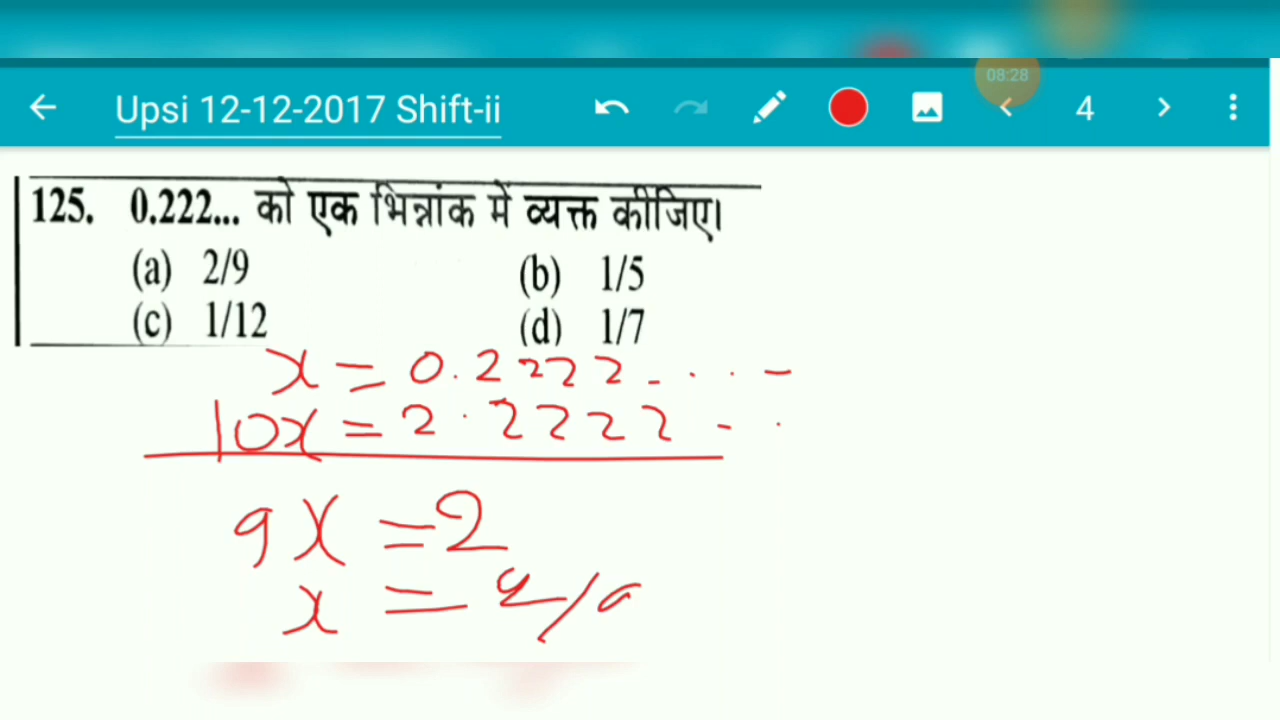 08:28
Upsi 12-12-2017 Shift-ii 4
125. 0.222... को एक भिन्नांक में व्यक्त कीजिए।
(a) 2/9 (b) 1/5
(c) 1/12 (d) 1/7
x = 0.2222-...-
10x = 2.2222-.
9x = 2
x = 2/9